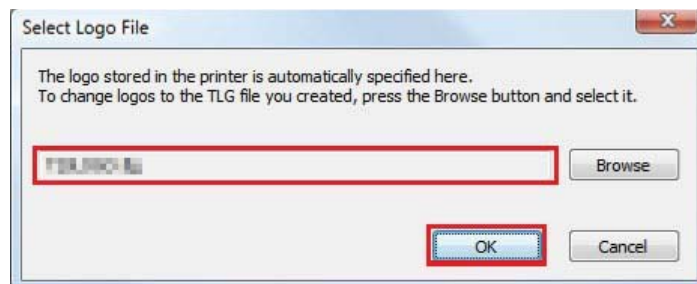 Select Logo File
The logo stored in the printer is automatically specified here.
To change logos to the TLG file you created, press the Browse button and select it.
Browse
OK
Cancel